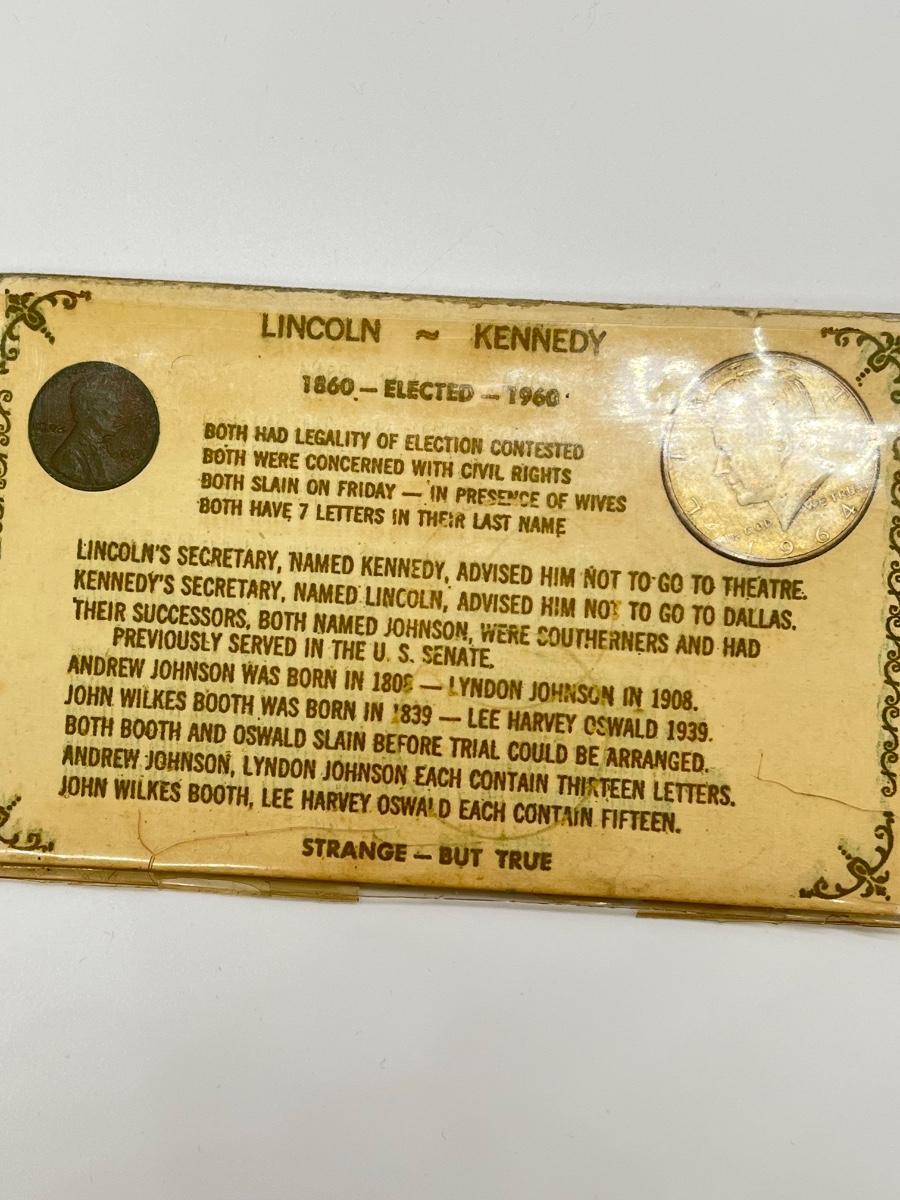 LINCOLN ~ KENNEDY
1860 — ELECTED — 1960
BOTH HAD LEGALITY OF ELECTION CONTESTED
BOTH WERE CONCERNED WITH CIVIL RIGHTS
BOTH SLAIN ON FRIDAY — IN PRESENCE OF WIVES
BOTH HAVE 7 LETTERS IN THEIR LAST NAME
LINCOLN'S SECRETARY, NAMED KENNEDY, ADVISED HIM NOT TO GO TO THEATRE.
KENNEDY'S SECRETARY, NAMED LINCOLN, ADVISED HIM NOT TO GO TO DALLAS.
THEIR SUCCESSORS, BOTH NAMED JOHNSON, WERE SOUTHERNERS AND HAD
PREVIOUSLY SERVED IN THE U. S. SENATE.
ANDREW JOHNSON WAS BORN IN 1808 — LYNDON JOHNSON IN 1908.
JOHN WILKES BOOTH WAS BORN IN 1839 — LEE HARVEY OSWALD 1939.
BOTH BOOTH AND OSWALD SLAIN BEFORE TRIAL COULD BE ARRANGED.
ANDREW JOHNSON, LYNDON JOHNSON EACH CONTAIN THIRTEEN LETTERS.
JOHN WILKES BOOTH, LEE HARVEY OSWALD EACH CONTAIN FIFTEEN.
STRANGE — BUT TRUE
GOD WE TRUST
1964